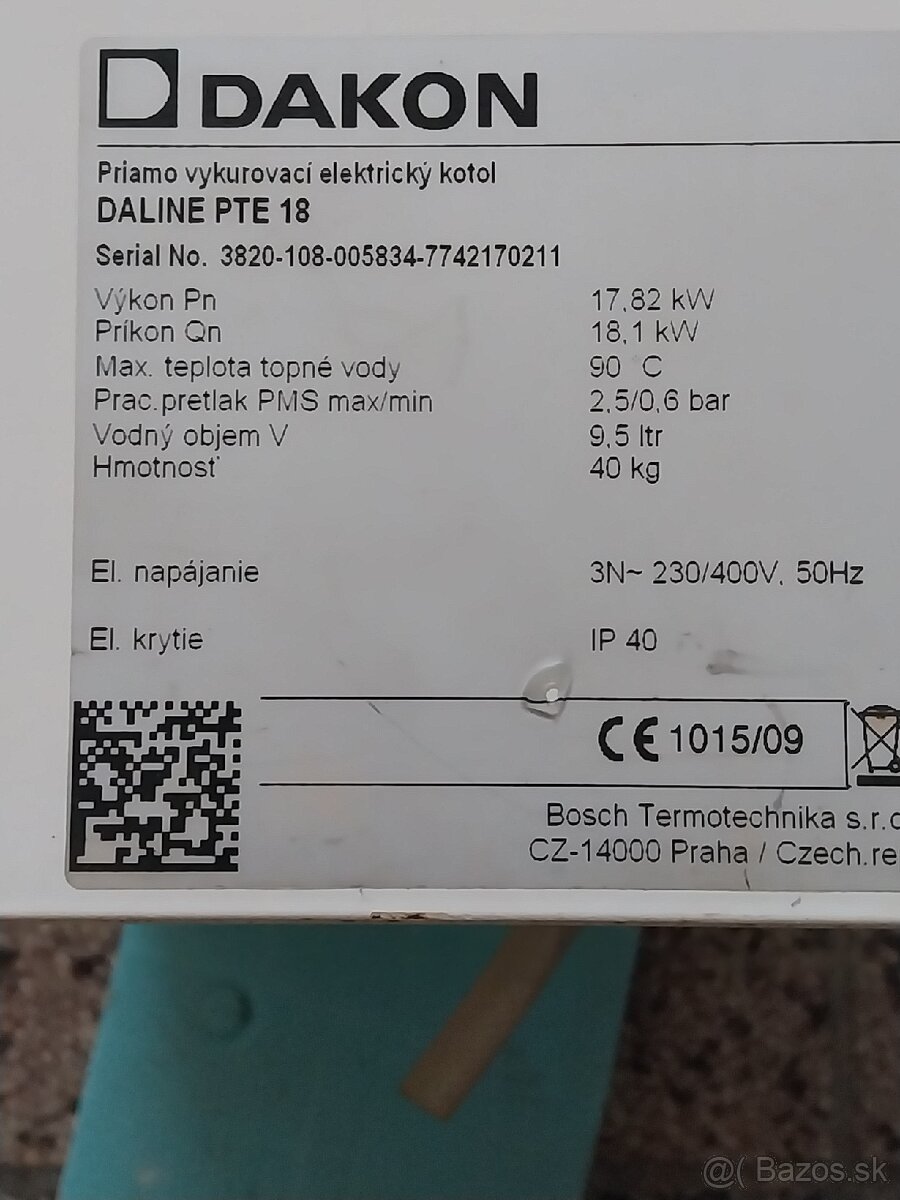 DAKON
Priamo vykurovací elektrický kotol
DALINE PTE 18
Serial No. 3820-108-005834-7742170211
Výkon Pn 17,82 kW
Príkon Qn 18,1 kW
Max. teplota topné vody 90 °C
Prac.pretlak PMS max/min 2,5/0,6 bar
Vodný objem V 9,5 ltr
Hmotnosť 40 kg
El. napájanie 3N~ 230/400V, 50Hz
El. krytie IP 40
CE 1015/09
Bosch Termotechnika s.r.o
CZ-14000 Praha / Czech.re
@( Bazos.sk